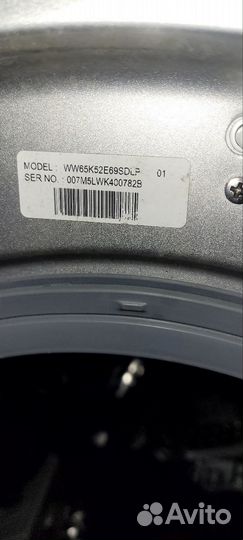 MODEL : WW65K52E69SDLP 01
SER NO. : 007M5LWK400782B
Avito